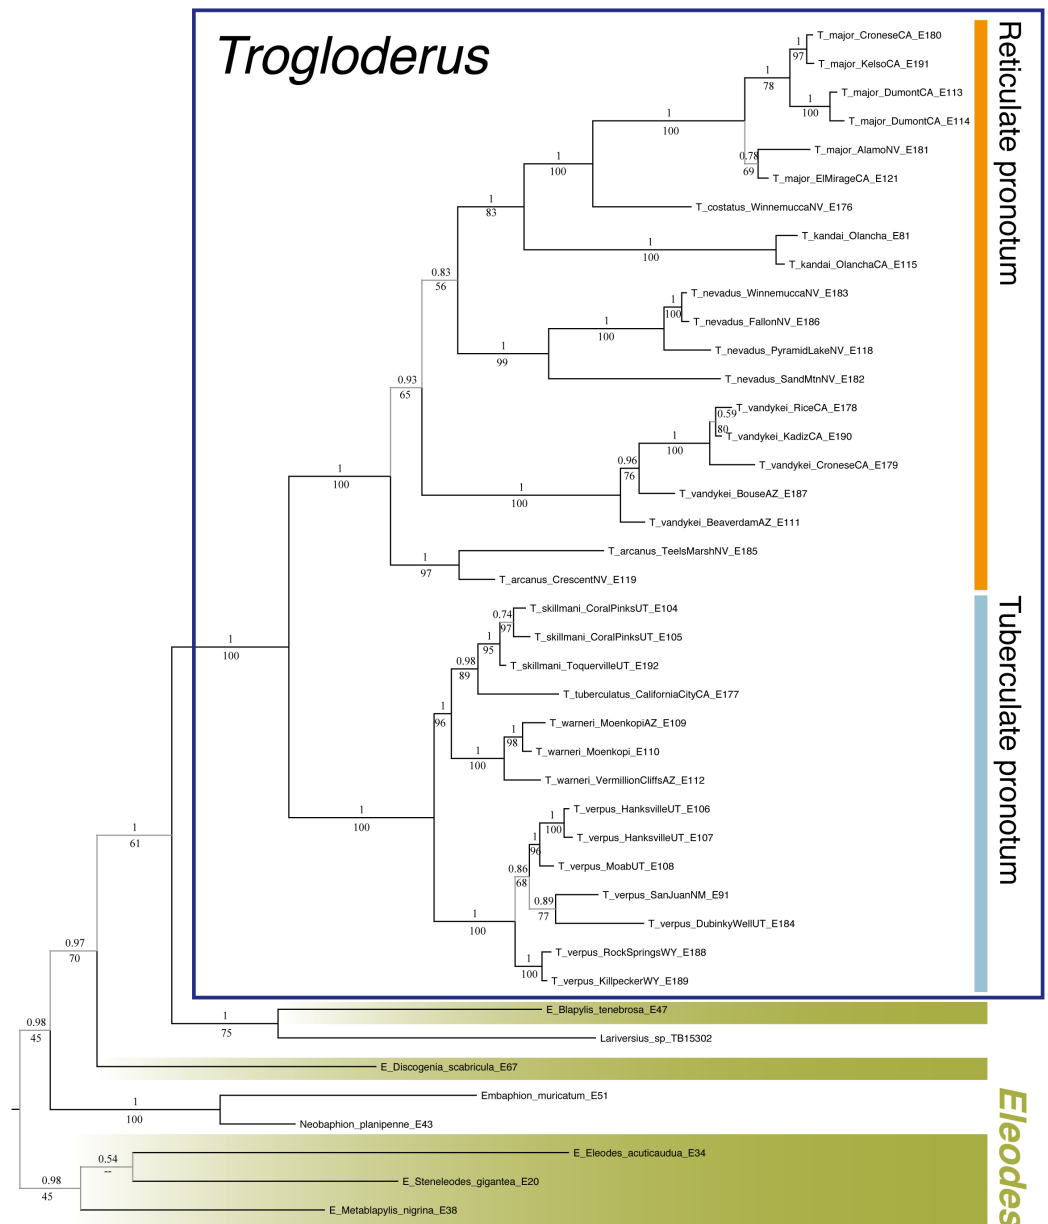 Trogloderus
Reticulate pronotum
1
97
T_major_CroneseCA_E180
T_major_KelsoCA_E191
1
78
1
100
T_major_DumontCA_E113
T_major_DumontCA_E114
1
100
0.78
69
T_major_AlamoNV_E181
T_major_ElMirageCA_E121
1
100
T_costatus_WinnemuccaNV_E176
1
83
1
100
T_kandai_Olancha_E81
T_kandai_OlanchaCA_E115
0.83
56
1
100
T_nevadus_WinnemuccaNV_E183
T_nevadus_FallonNV_E186
1
100
T_nevadus_PyramidLakeNV_E118
1
99
T_nevadus_SandMtnNV_E182
0.93
65
0.59
80
T_vandykei_RiceCA_E178
T_vandykei_KadizCA_E190
1
100
T_vandykei_CroneseCA_E179
0.96
76
T_vandykei_BouseAZ_E187
1
100
T_vandykei_BeaverdamAZ_E111
1
100
1
97
T_arcanus_TeelsMarshNV_E185
T_arcanus_CrescentNV_E119
Tuberculate pronotum
1
100
0.74
97
T_skillmani_CoralPinksUT_E104
T_skillmani_CoralPinksUT_E105
1
95
T_skillmani_ToquervilleUT_E192
0.98
89
T_tuberculatus_CaliforniaCityCA_E177
1
96
1
98
T_warneri_MoenkopiAZ_E109
T_warneri_Moenkopi_E110
1
100
T_warneri_VermillionCliffsAZ_E112
1
100
1
100
T_verpus_HanksvilleUT_E106
T_verpus_HanksvilleUT_E107
1
96
T_verpus_MoabUT_E108
0.86
68
0.89
77
T_verpus_SanJuanNM_E91
T_verpus_DubinkyWellUT_E184
1
100
1
100
T_verpus_RockSpringsWY_E188
T_verpus_KillpeckerWY_E189
1
61
1
75
E_Blapylis_tenebrosa_E47
Lariversius_sp_TB15302
0.97
70
E_Discogenia_scabricula_E67
0.98
45
1
100
Embaphion_muricatum_E51
Neobaphion_planipenne_E43
Eleodes
0.54
--
E_Eleodes_acuticaudua_E34
E_Steneleodes_gigantea_E20
0.98
45
E_Metablapylis_nigrina_E38